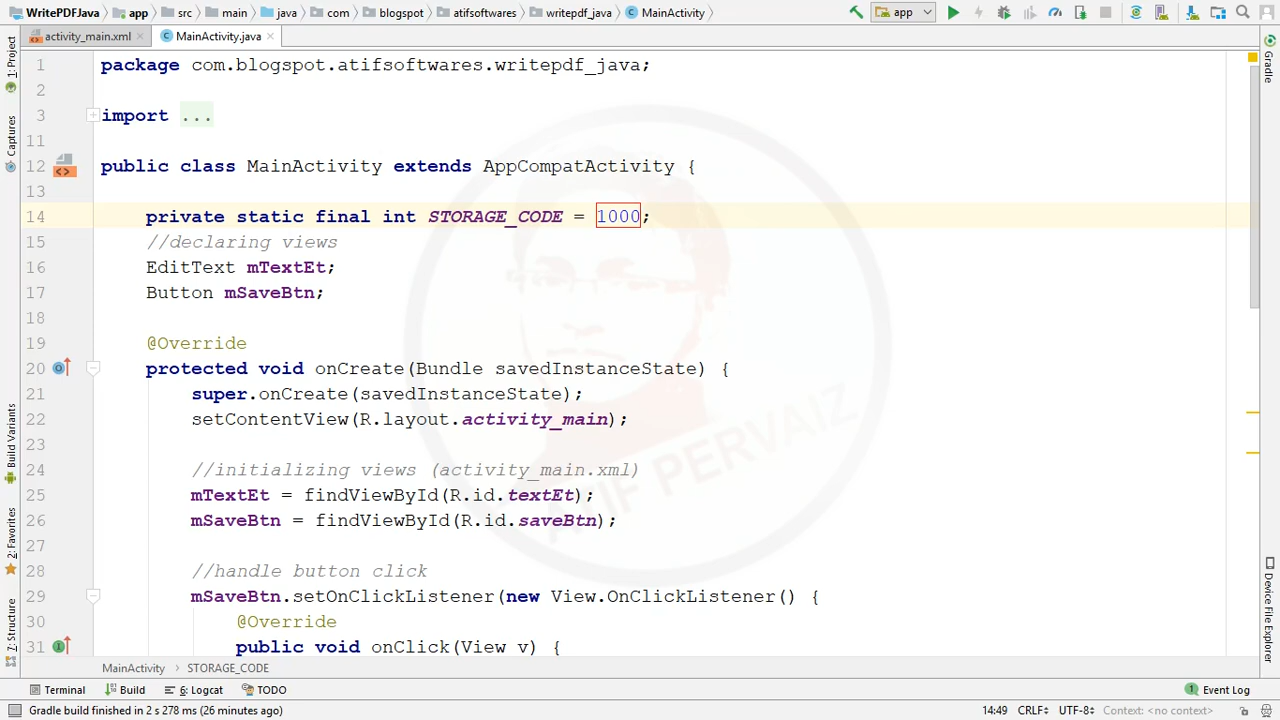 WritePDFJava app src main java com blogspot atifsoftwares writepdf_java MainActivity app
activity_main.xml MainActivity.java
1: Project
Captures
Build Variants
2: Favorites
Z: Structure
Gradle
Device File Explorer
1 package com.blogspot.atifsoftwares.writepdf_java;
2
3 import ...
11
12 public class MainActivity extends AppCompatActivity {
13
14 private static final int STORAGE_CODE = 1000;
15 //declaring views
16 EditText mTextEt;
17 Button mSaveBtn;
18
19 @Override
20 protected void onCreate(Bundle savedInstanceState) {
21 super.onCreate(savedInstanceState);
22 setContentView(R.layout.activity_main);
23
24 //initializing views (activity_main.xml)
25 mTextEt = findViewById(R.id.textEt);
26 mSaveBtn = findViewById(R.id.saveBtn);
27
28 //handle button click
29 mSaveBtn.setOnClickListener(new View.OnClickListener() {
30 @Override
31 public void onClick(View v) {
ATIF PERVAIZ
MainActivity STORAGE_CODE
Terminal Build 6: Logcat TODO 1 Event Log
Gradle build finished in 2 s 278 ms (26 minutes ago) 14:49 CRLF UTF-8 Context: <no context>